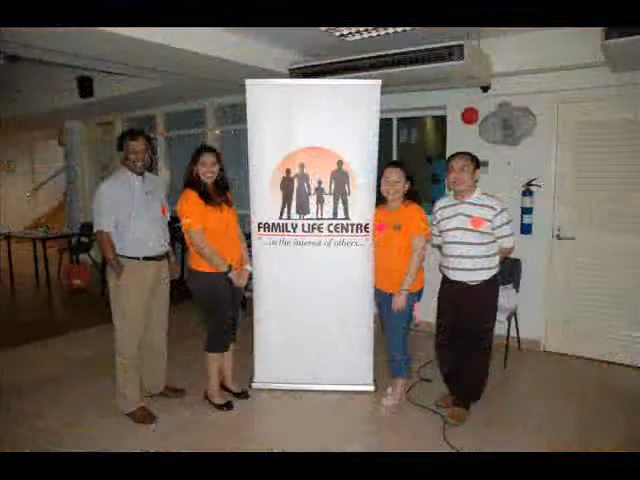 FAMILY LIFE CENTRE
"...in the interest of others..."